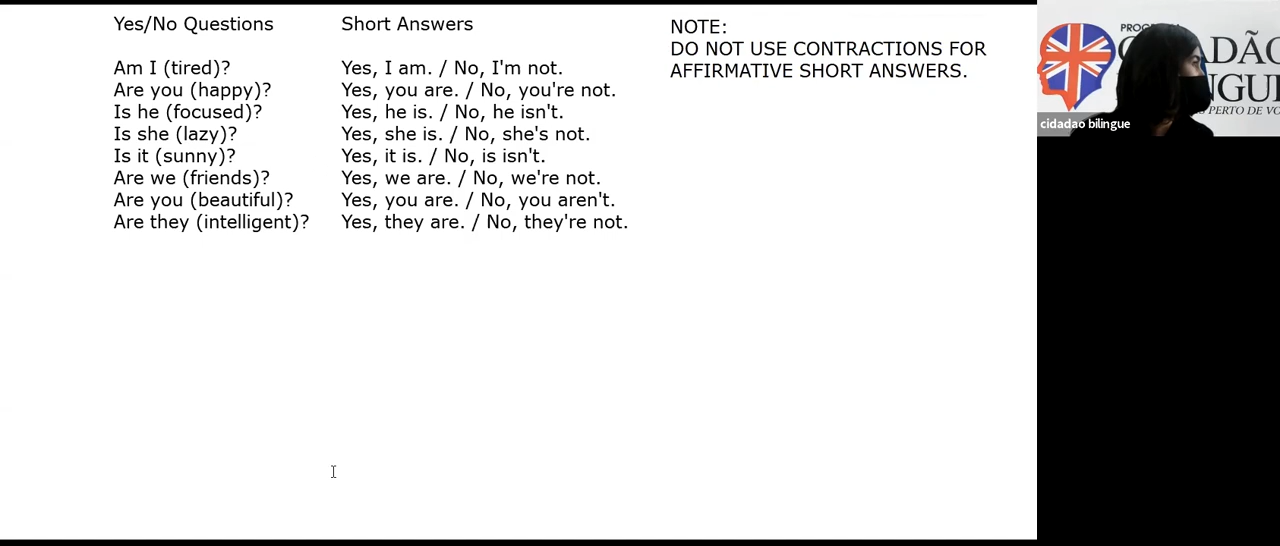 Yes/No Questions
Am I (tired)?
Are you (happy)?
Is he (focused)?
Is she (lazy)?
Is it (sunny)?
Are we (friends)?
Are you (beautiful)?
Are they (intelligent)?
Short Answers
Yes, I am. / No, I'm not.
Yes, you are. / No, you're not.
Yes, he is. / No, he isn't.
Yes, she is. / No, she's not.
Yes, it is. / No, is isn't.
Yes, we are. / No, we're not.
Yes, you are. / No, you aren't.
Yes, they are. / No, they're not.
NOTE:
DO NOT USE CONTRACTIONS FOR
AFFIRMATIVE SHORT ANSWERS.
cidadao bilingue